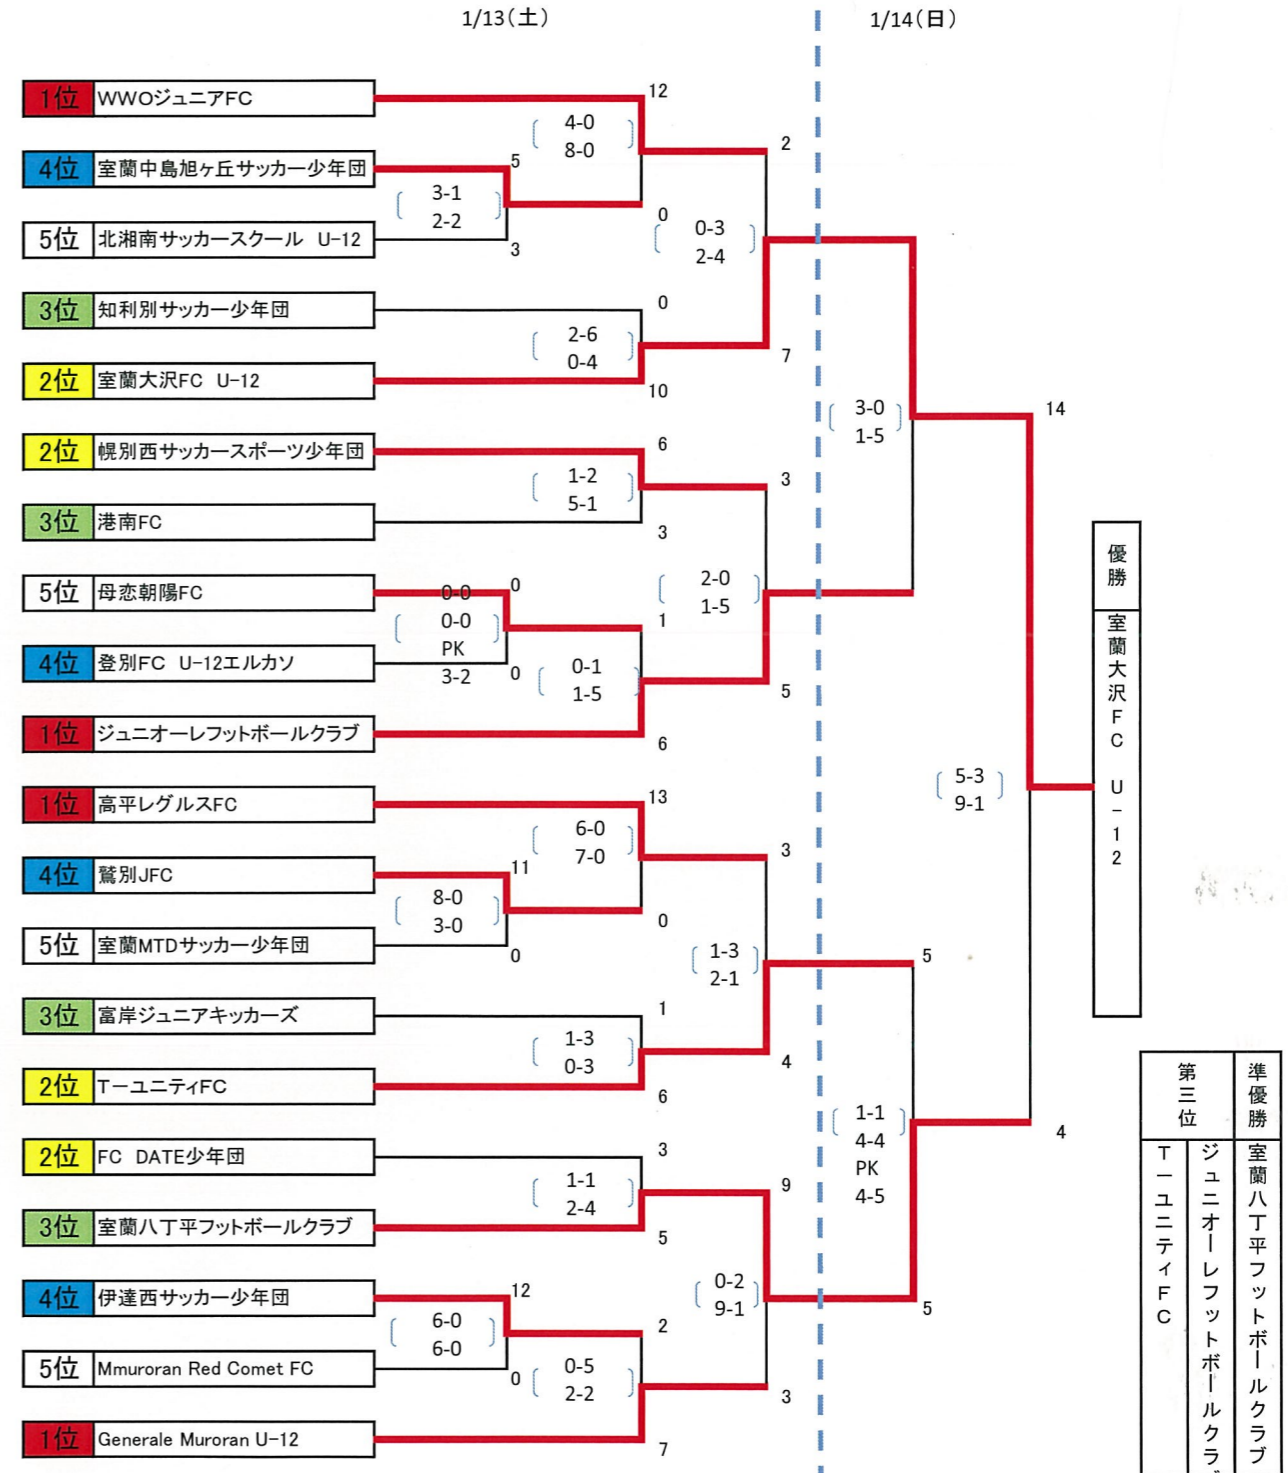 1/13(土)
1/14(日)
1位 WWOジュニアFC
12
4-0
8-0
2
4位 室蘭中島旭ヶ丘サッカー少年団
5
3-1
2-2
0
5位 北湘南サッカースクール U-12
3
0-3
2-4
3位 知利別サッカー少年団
0
2-6
0-4
7
2位 室蘭大沢FC U-12
10
3-0
1-5
14
2位 幌別西サッカースポーツ少年団
6
1-2
5-1
3
3位 港南FC
3
5位 母恋朝陽FC
0-0
0
0-0
PK
3-2
2-0
1-5
1
4位 登別FC U-12エルカソ
0
0-1
1-5
5
1位 ジュニオーレフットボールクラブ
6
1位 高平レグルスFC
13
6-0
7-0
3
5-3
9-1
4位 鷲別JFC
11
8-0
3-0
0
5位 室蘭MTDサッカー少年団
0
1-3
2-1
5
3位 富岸ジュニアキッカーズ
1
1-3
0-3
4
2位 T-ユニティFC
6
1-1
4-4
PK
4-5
4
2位 FC DATE少年団
3
1-1
2-4
9
3位 室蘭八丁平フットボールクラブ
5
4位 伊達西サッカー少年団
12
6-0
6-0
2
0-2
9-1
5
5位 Mmuroran Red Comet FC
0
0-5
2-2
3
1位 Generale Muroran U-12
7
優勝
室蘭大沢FC U-12
準優勝
室蘭八丁平フットボールクラブ
第三位
ジュニオーレフットボールクラ
T-ユニティFC